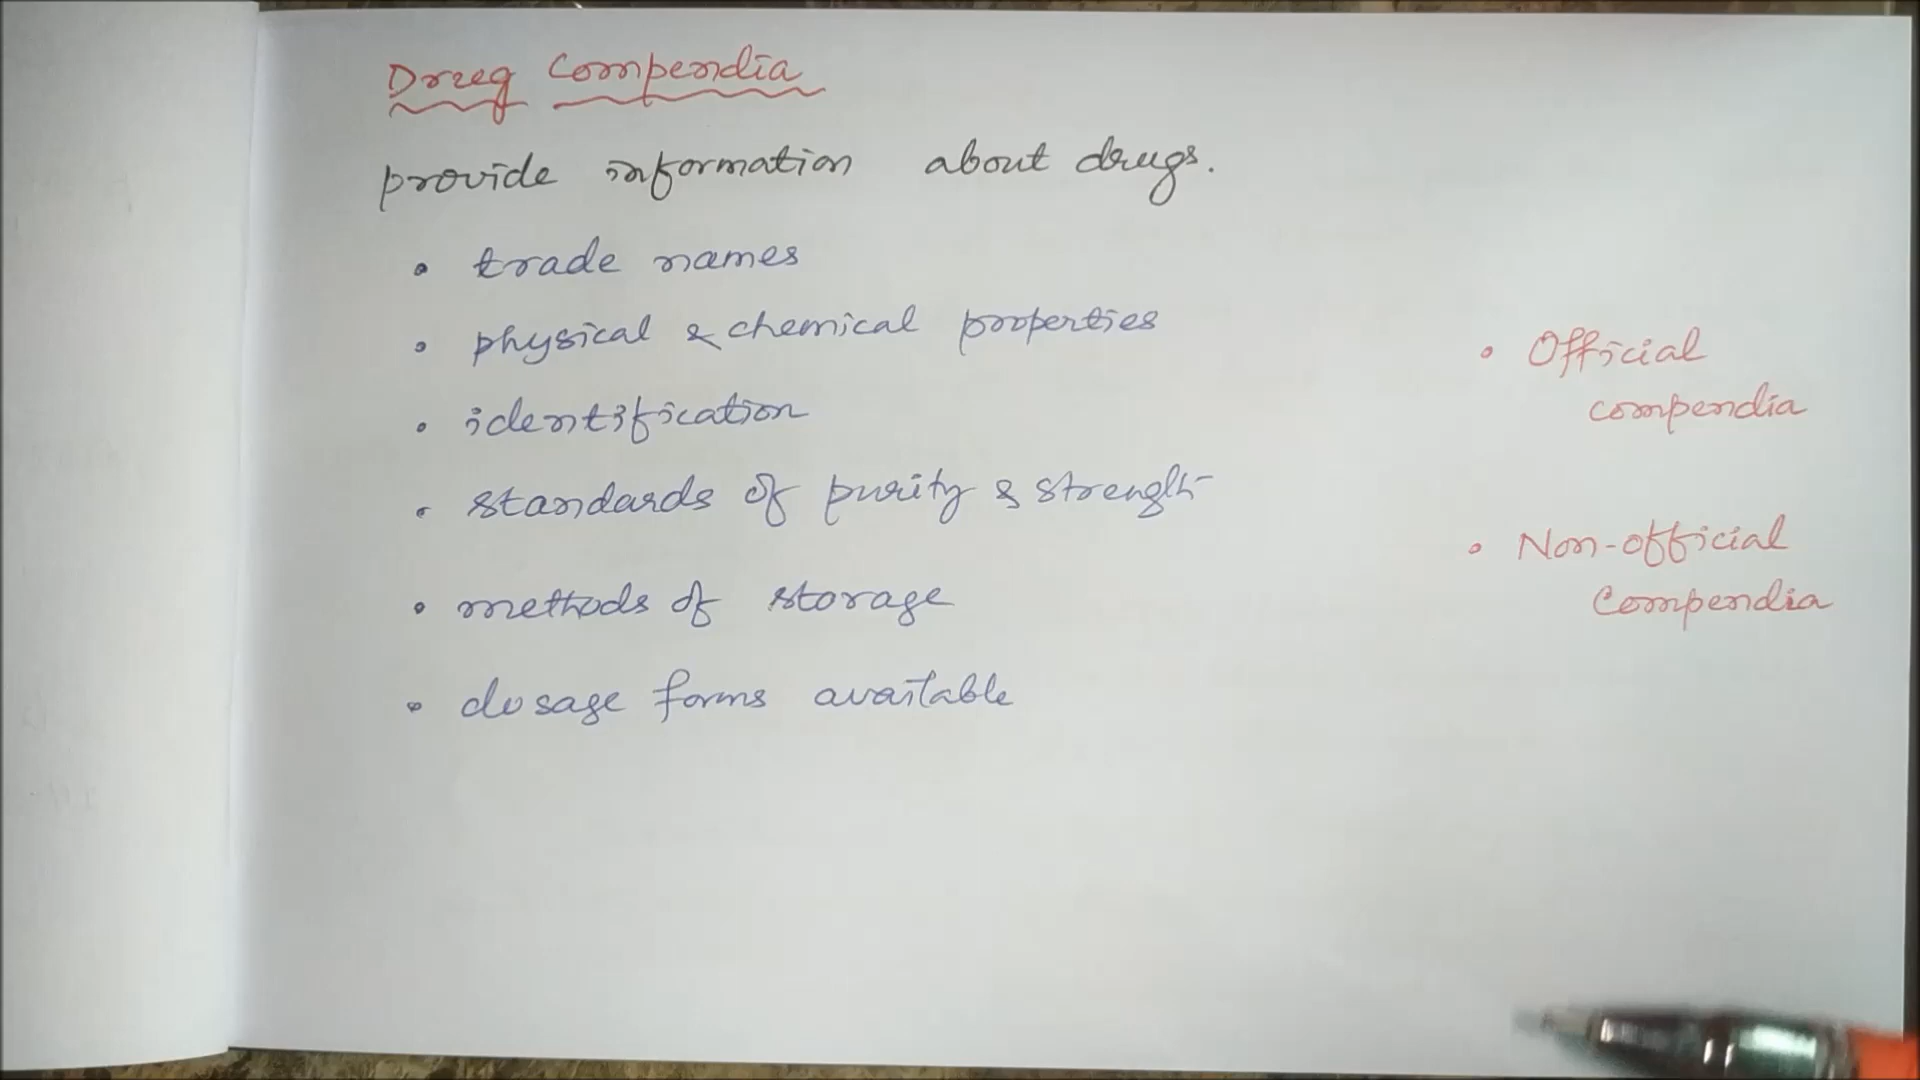 Drug Compendia
provide information about drugs.
• trade names
• physical & chemical properties
• identification
• standards of purity & strength
• methods of storage
• dosage forms available
• Official
compendia
• Non-official
Compendia